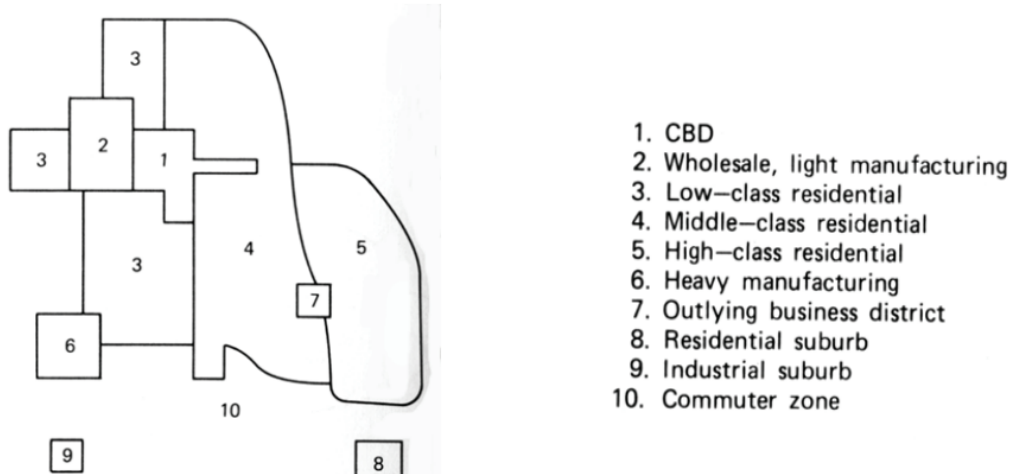 3
3
2
1
3
4
5
7
6
10
9
8
1. CBD
2. Wholesale, light manufacturing
3. Low—class residential
4. Middle—class residential
5. High—class residential
6. Heavy manufacturing
7. Outlying business district
8. Residential suburb
9. Industrial suburb
10. Commuter zone